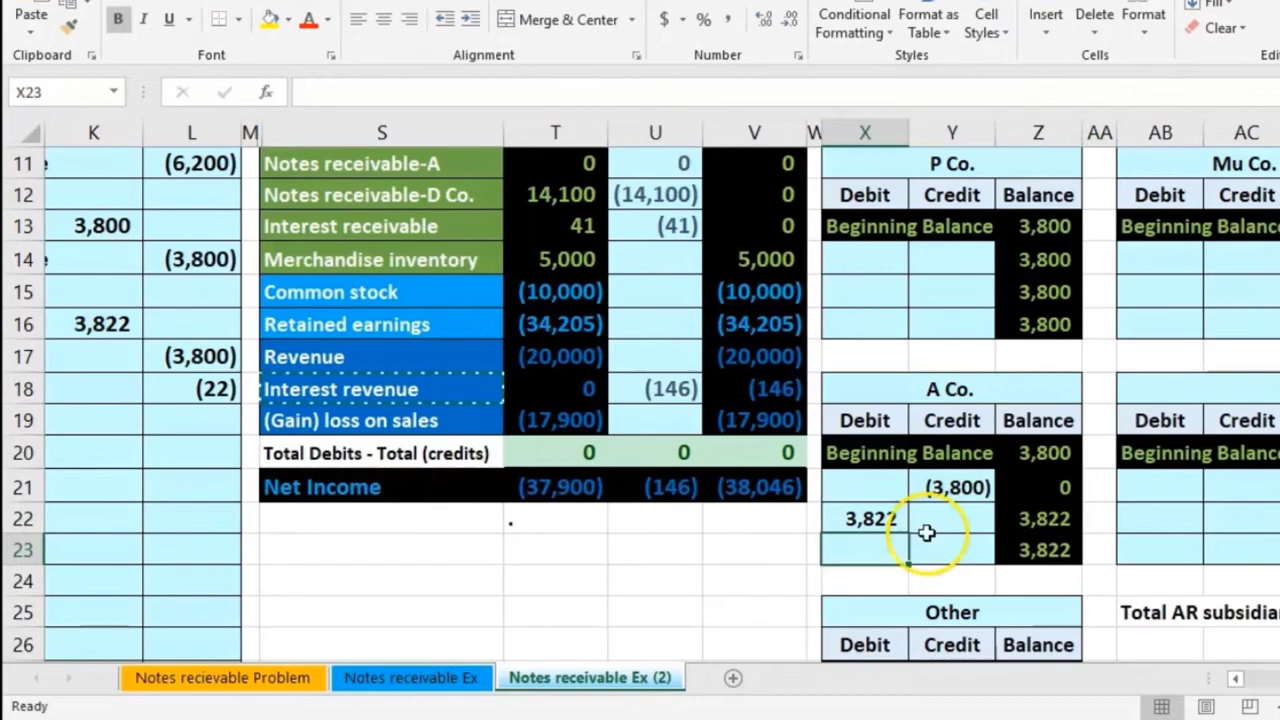 Paste B I U A Merge & Center $ % , Conditional Format as Cell Insert Delete Format Fill
Formatting Table Styles Clear
Clipboard Font Alignment Number Styles Cells
X23 fx
K L M S T U V W X Y Z AA AB AC
11 (6,200) Notes receivable-A 0 0 0 P Co. Mu Co.
12 Notes receivable-D Co. 14,100 (14,100) 0 Debit Credit Balance Debit Credit
13 3,800 Interest receivable 41 (41) 0 Beginning Balance 3,800 Beginning Balance
14 (3,800) Merchandise inventory 5,000 5,000 3,800
15 Common stock (10,000) (10,000) 3,800
16 3,822 Retained earnings (34,205) (34,205) 3,800
17 (3,800) Revenue (20,000) (20,000)
18 (22) Interest revenue 0 (146) (146) A Co.
19 (Gain) loss on sales (17,900) (17,900) Debit Credit Balance Debit Credit
20 Total Debits - Total (credits) 0 0 0 Beginning Balance 3,800 Beginning Balance
21 Net Income (37,900) (146) (38,046) (3,800) 0
22 . 3,822 3,822
23 3,822
24
25 Other Total AR subsidia
26 Debit Credit Balance
Notes recievable Problem Notes receivable Ex Notes receivable Ex (2)
Ready